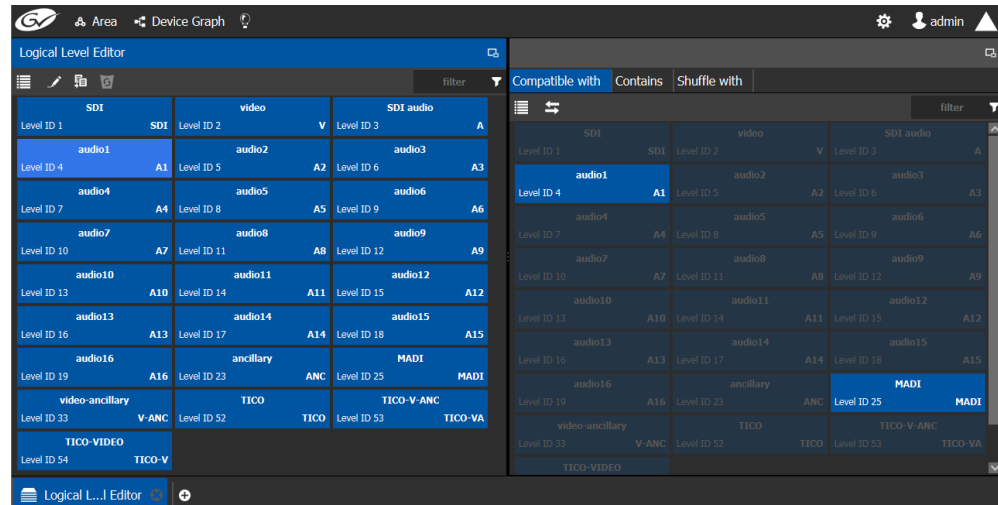 GV Area Device Graph admin
Logical Level Editor
filter
Compatible with Contains Shuffle with
filter
SDI video SDI audio
Level ID 1 SDI Level ID 2 V Level ID 3 A
audio1 audio2 audio3
Level ID 4 A1 Level ID 5 A2 Level ID 6 A3
audio4 audio5 audio6
Level ID 7 A4 Level ID 8 A5 Level ID 9 A6
audio7 audio8 audio9
Level ID 10 A7 Level ID 11 A8 Level ID 12 A9
audio10 audio11 audio12
Level ID 13 A10 Level ID 14 A11 Level ID 15 A12
audio13 audio14 audio15
Level ID 16 A13 Level ID 17 A14 Level ID 18 A15
audio16 ancillary MADI
Level ID 19 A16 Level ID 23 ANC Level ID 25 MADI
video-ancillary TICO TICO-V-ANC
Level ID 33 V-ANC Level ID 52 TICO Level ID 53 TICO-VA
TICO-VIDEO
Level ID 54 TICO-V
SDI video SDI audio
Level ID 1 SDI Level ID 2 V Level ID 3 A
audio1 audio2 audio3
Level ID 4 A1 Level ID 5 A2 Level ID 6 A3
audio4 audio5 audio6
Level ID 7 A4 Level ID 8 A5 Level ID 9 A6
audio7 audio8 audio9
Level ID 10 A7 Level ID 11 A8 Level ID 12 A9
audio10 audio11 audio12
Level ID 13 A10 Level ID 14 A11 Level ID 15 A12
audio13 audio14 audio15
Level ID 16 A13 Level ID 17 A14 Level ID 18 A15
audio16 ancillary MADI
Level ID 19 A16 Level ID 23 ANC Level ID 25 MADI
video-ancillary TICO TICO-V-ANC
Level ID 33 V-ANC Level ID 52 TICO Level ID 53 TICO-VA
TICO-VIDEO
Logical L...l Editor